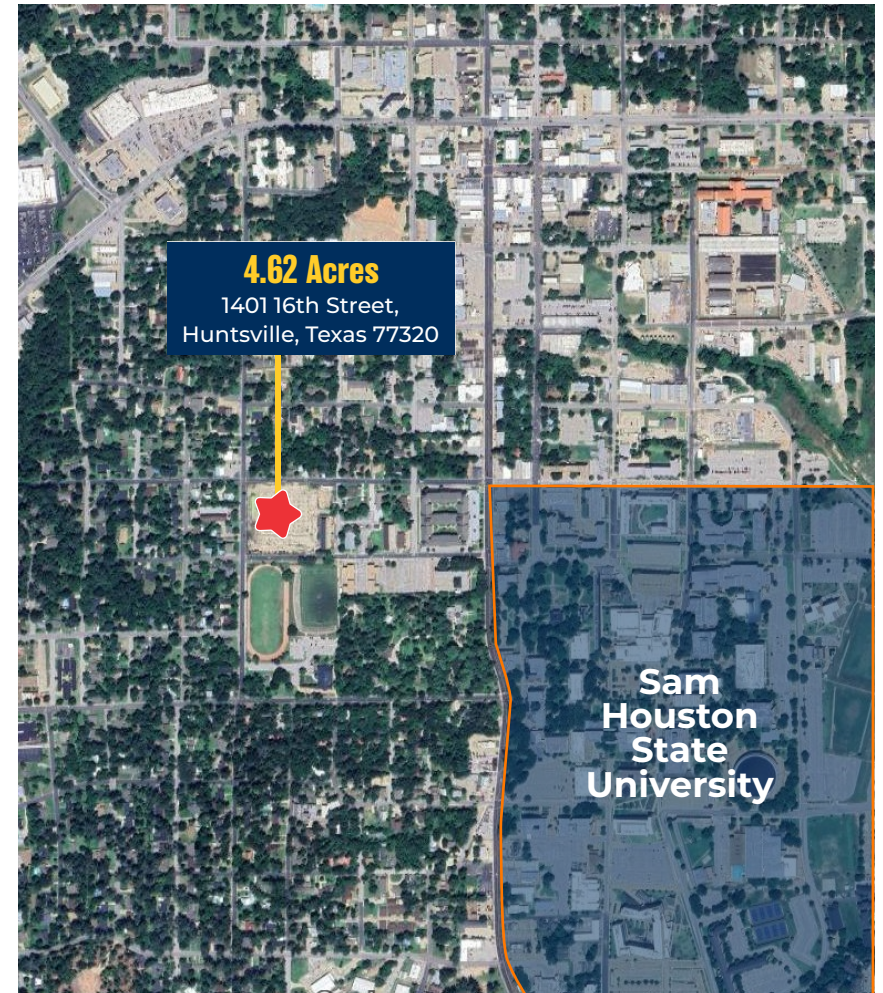 4.62 Acres
1401 16th Street,
Huntsville, Texas 77320
Sam
Houston
State
University